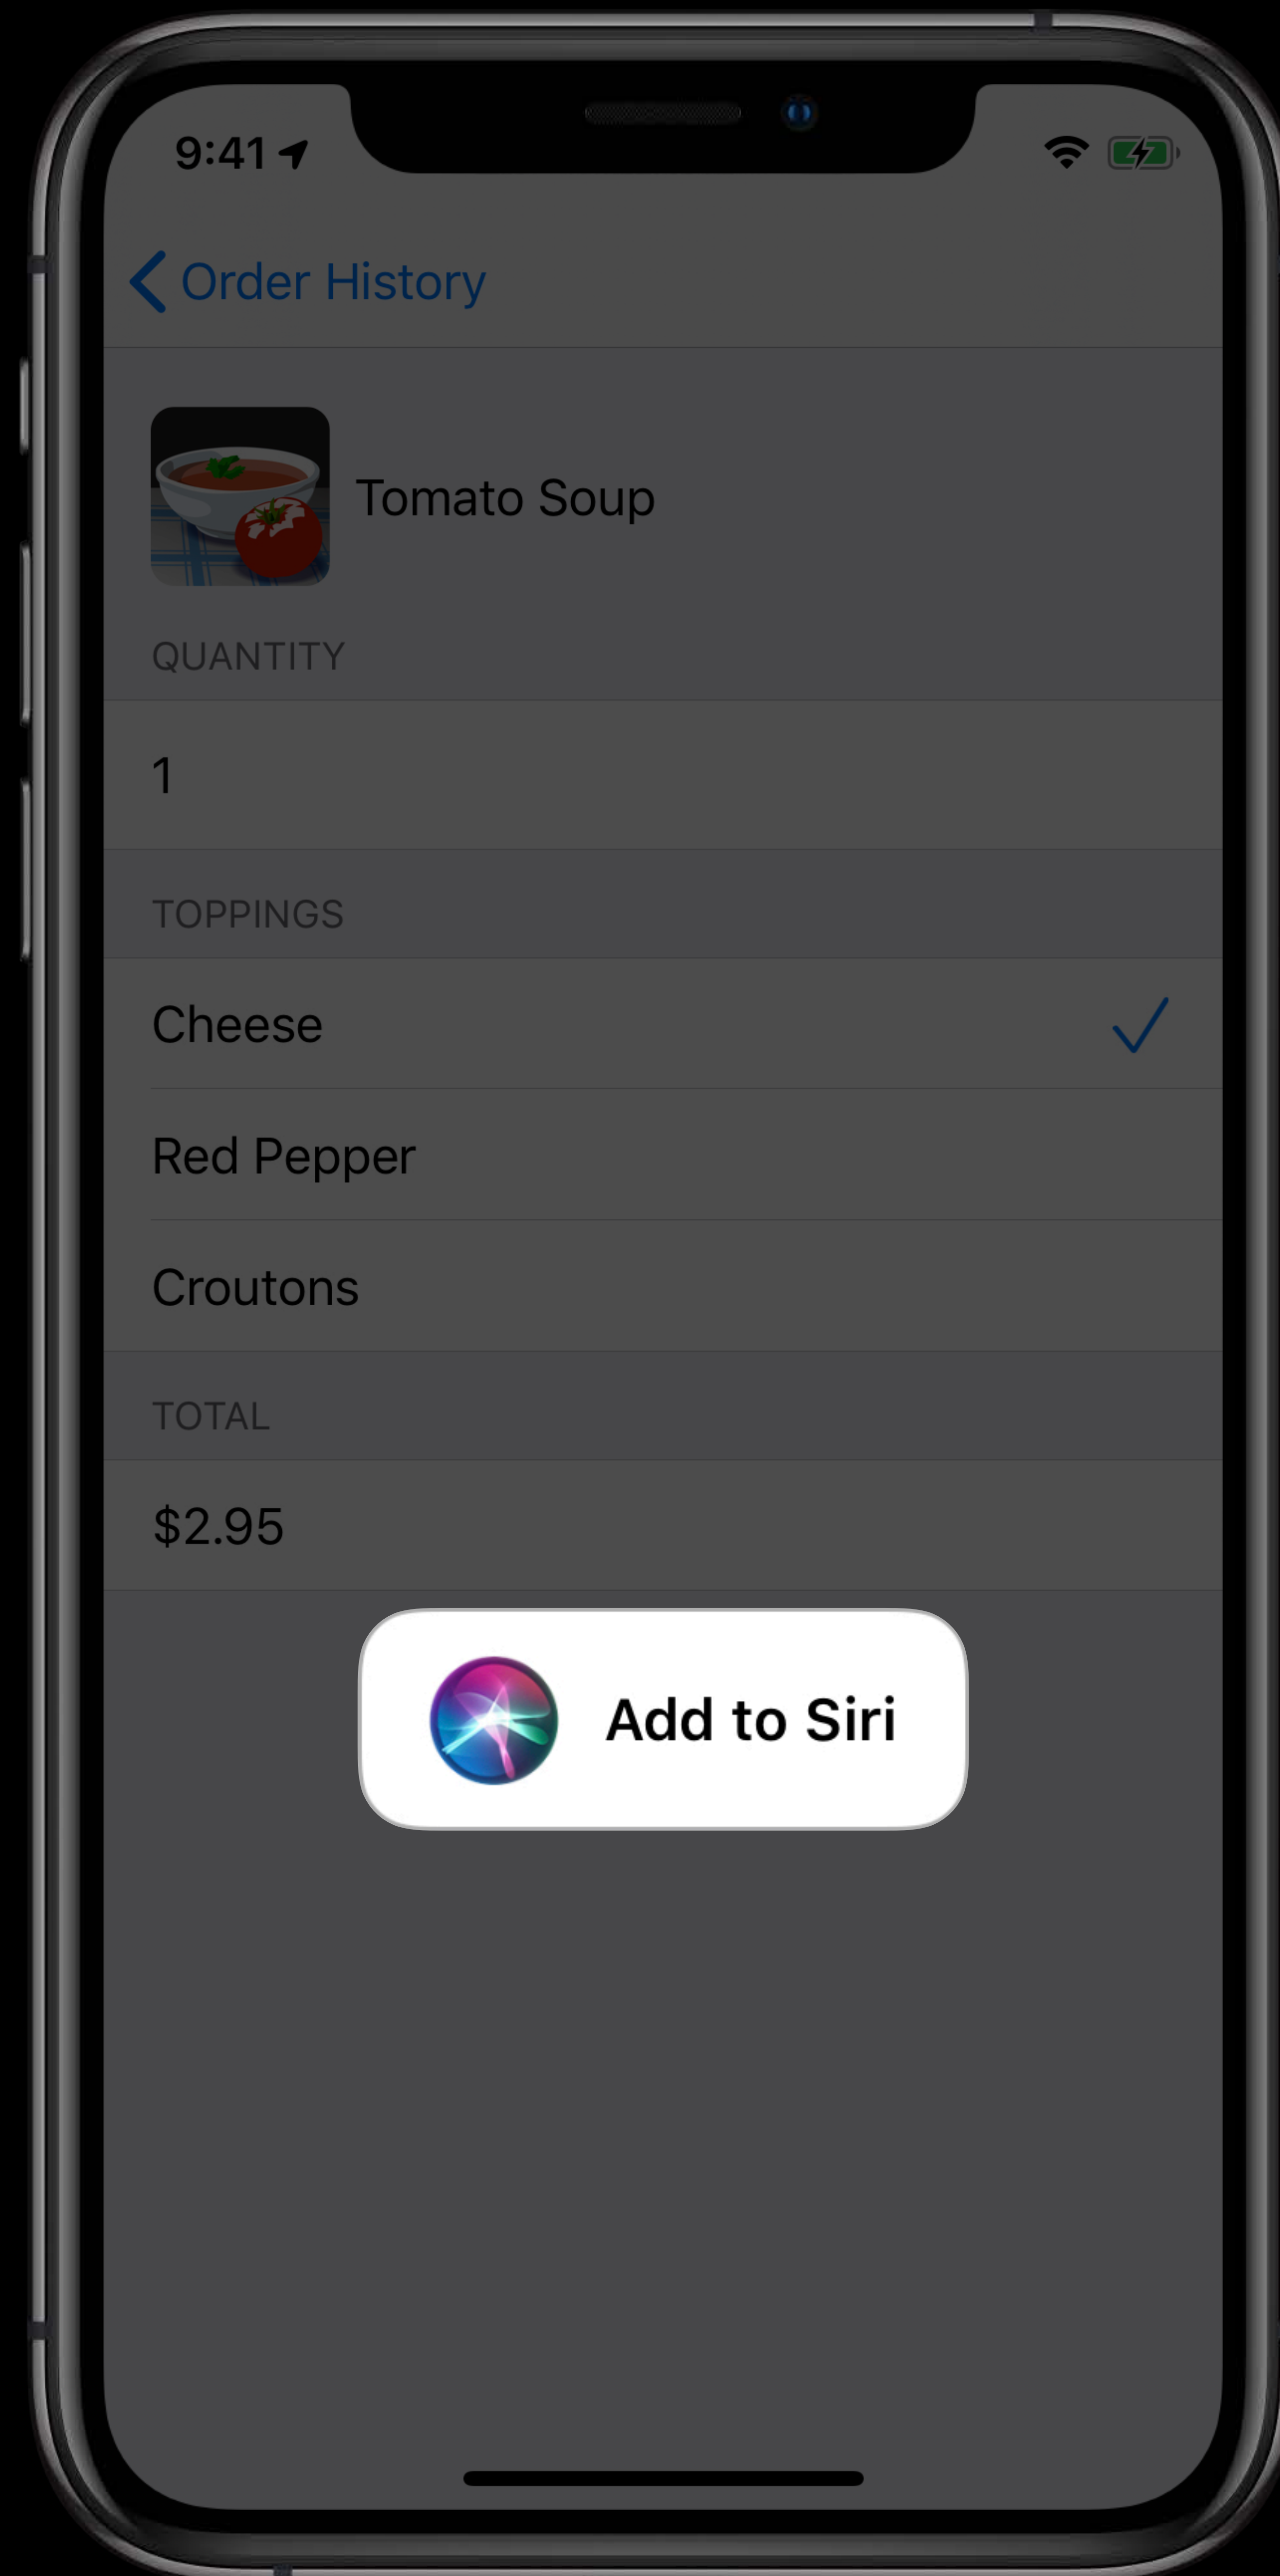 9:41
Order History
Tomato Soup
QUANTITY
1
TOPPINGS
Cheese
Red Pepper
Croutons
TOTAL
$2.95
Add to Siri